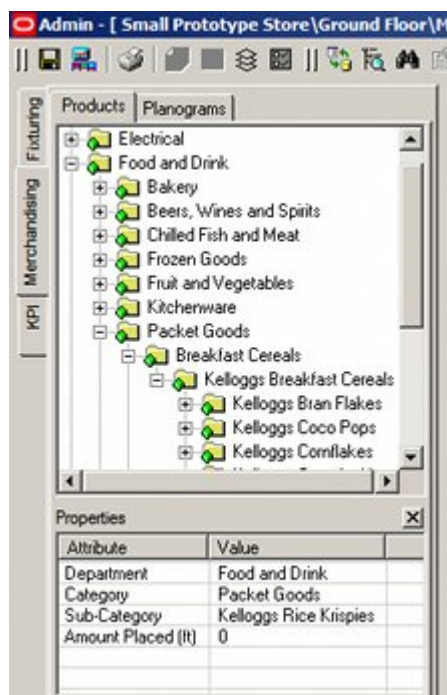 Admin - [ Small Prototype Store\Ground Floor\M
Products Planograms
Fixturing
Merchandising
KPI
Electrical
Food and Drink
Bakery
Beers, Wines and Spirits
Chilled Fish and Meat
Frozen Goods
Fruit and Vegetables
Kitchenware
Packet Goods
Breakfast Cereals
Kelloggs Breakfast Cereals
Kelloggs Bran Flakes
Kelloggs Coco Pops
Kelloggs Cornflakes
Properties
Attribute Value
Department Food and Drink
Category Packet Goods
Sub-Category Kelloggs Rice Krispies
Amount Placed (ft) 0